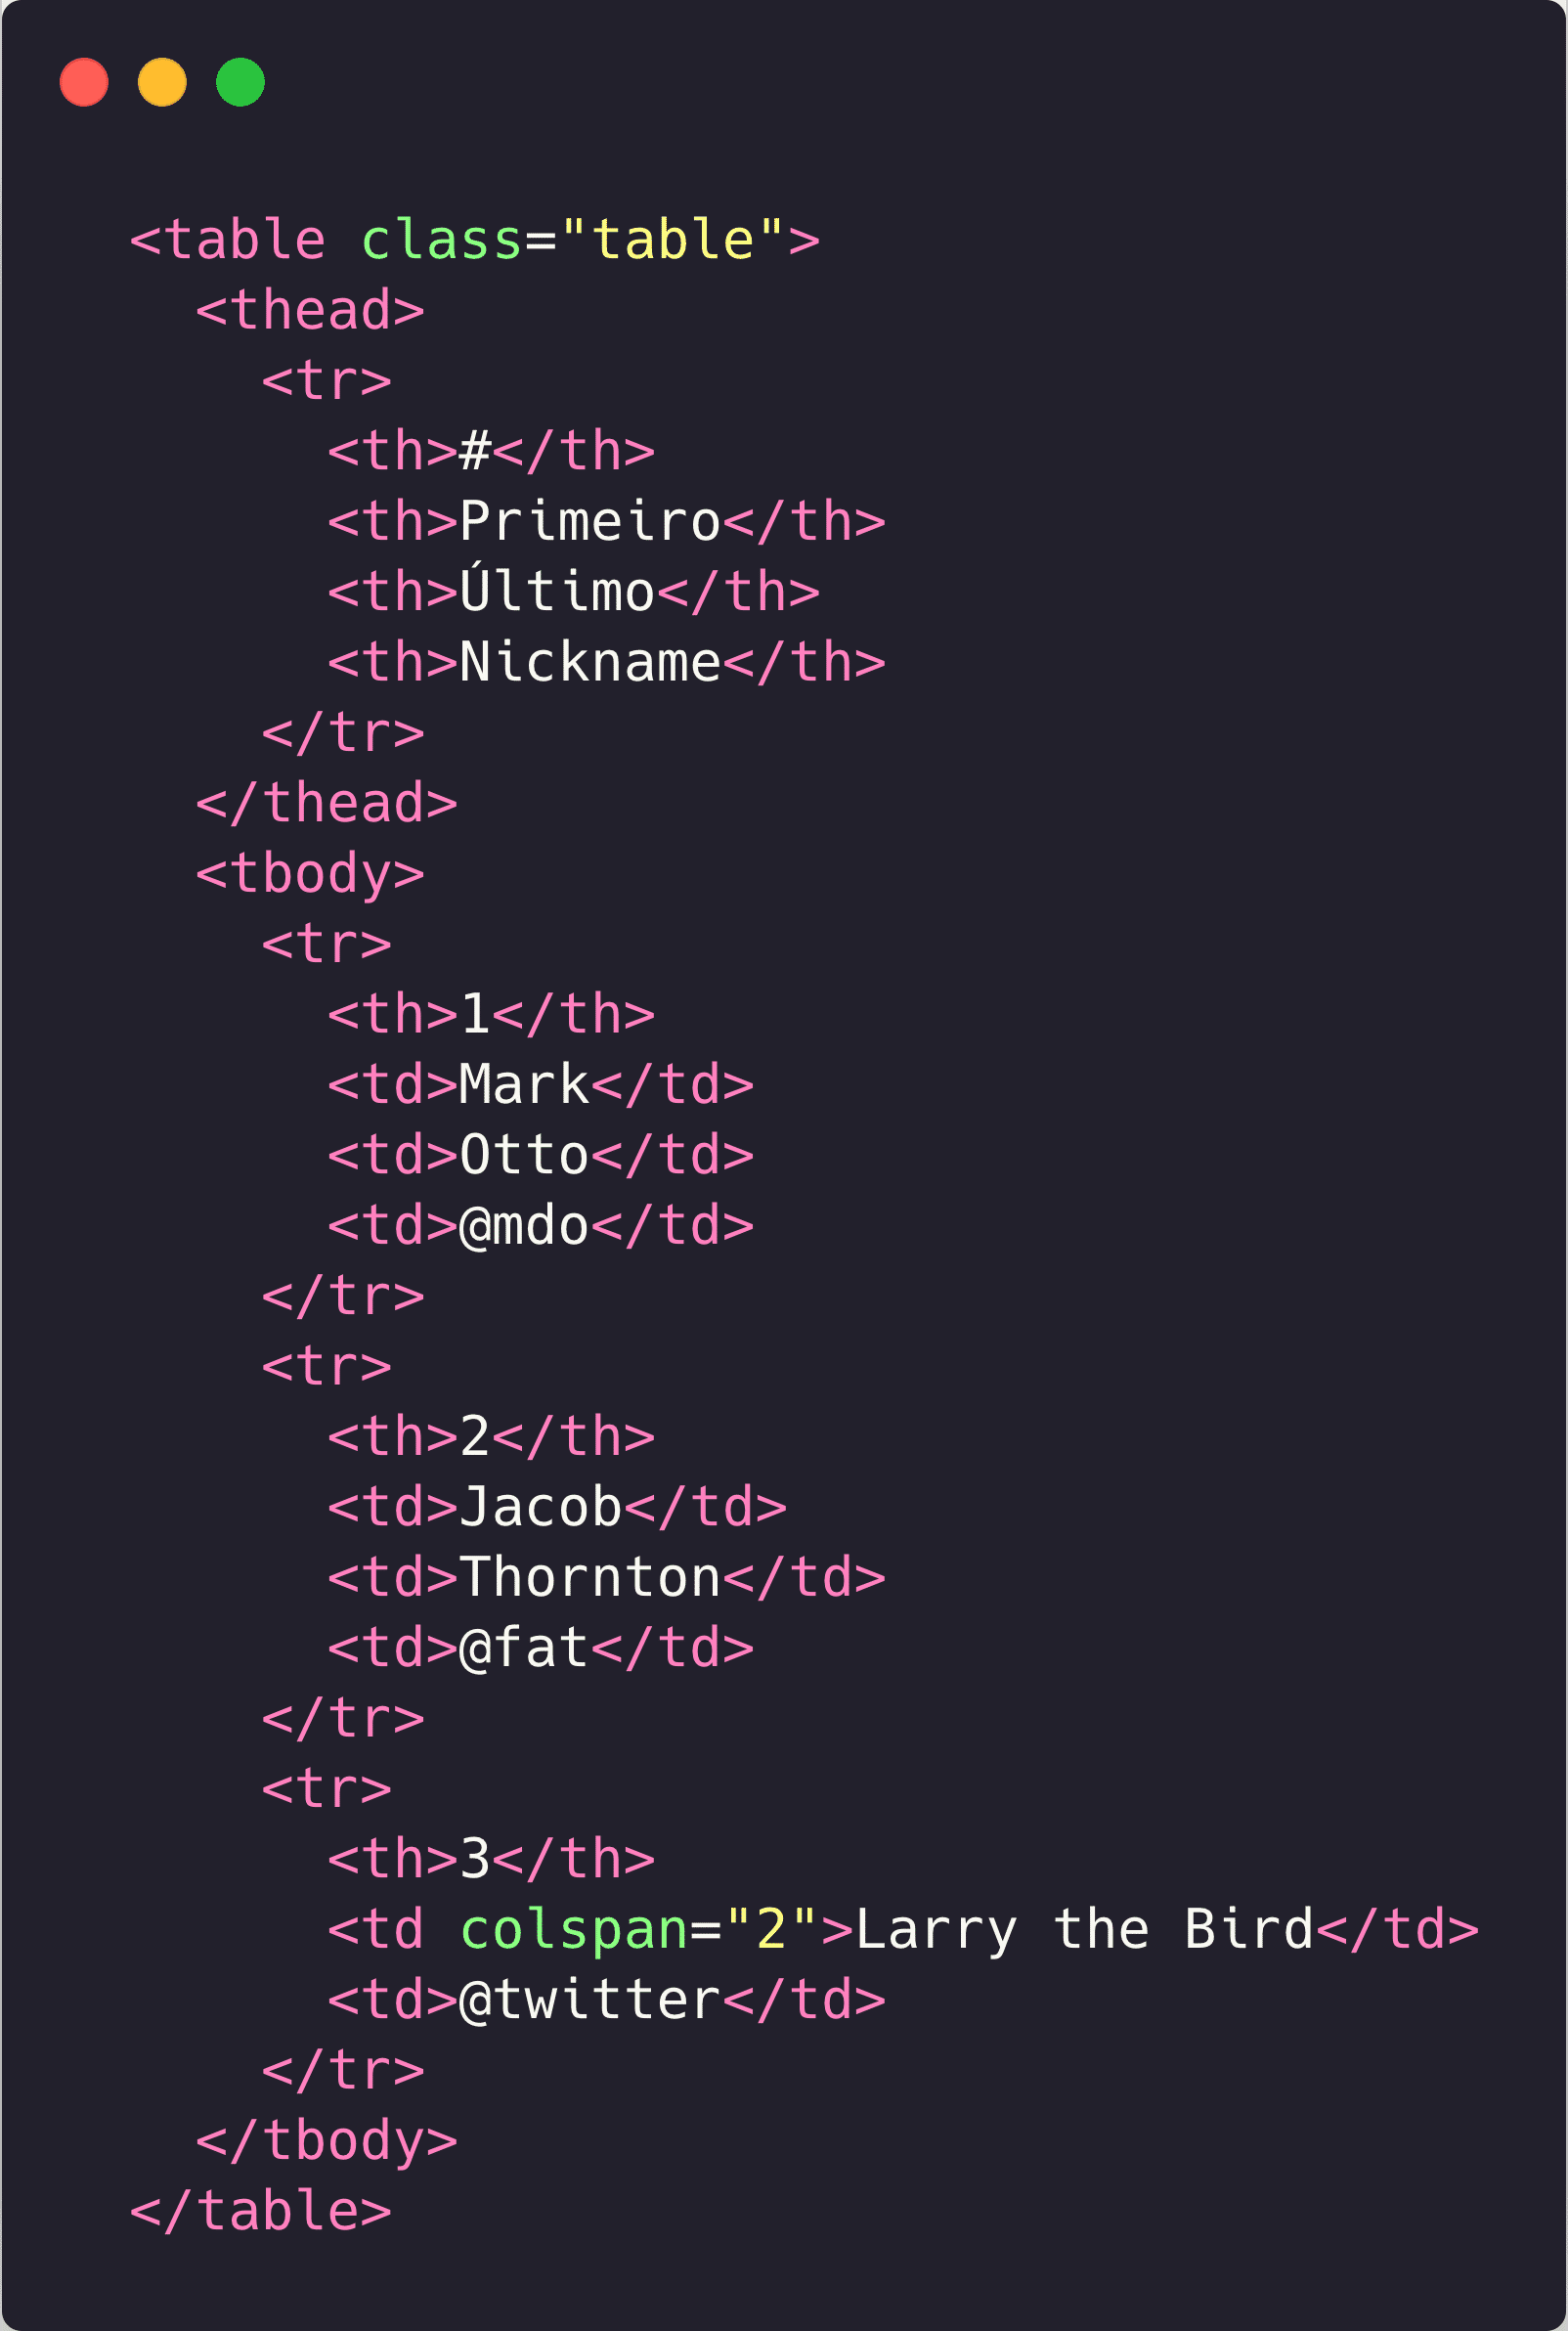 <table class="table">
  <thead>
    <tr>
      <th>#</th>
      <th>Primeiro</th>
      <th>Último</th>
      <th>Nickname</th>
    </tr>
  </thead>
  <tbody>
    <tr>
      <th>1</th>
      <td>Mark</td>
      <td>Otto</td>
      <td>@mdo</td>
    </tr>
    <tr>
      <th>2</th>
      <td>Jacob</td>
      <td>Thornton</td>
      <td>@fat</td>
    </tr>
    <tr>
      <th>3</th>
      <td colspan="2">Larry the Bird</td>
      <td>@twitter</td>
    </tr>
  </tbody>
</table>